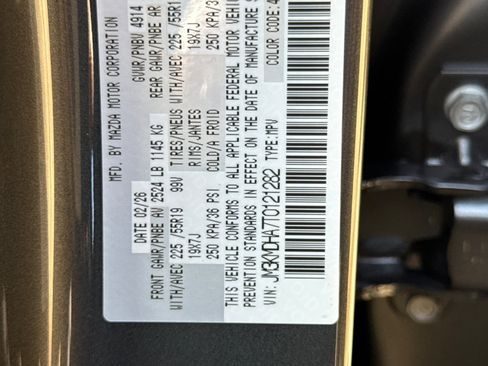 MFD. BY MAZDA MOTOR CORPORATION
DATE 02/26 GVWR/PNBV 4914
FRONT GAWR/PNBE AV 2524 LB 1145 KG REAR GAWR/PNBE AR
WITH/AVEC 225/55R19 99V TIRES/PNEUS WITH/AVEC 225/55R1
19X7J RIMS/JANTES 19X7J
250 KPA/36 PSI COLD/A FROID 250 KPA/3
THIS VEHICLE CONFORMS TO ALL APPLICABLE FEDERAL MOTOR VEHIC
PREVENTION STANDARDS IN EFFECT ON THE DATE OF MANUFACTURE S
VIN: JM3KMDHA7T0121282 TYPE:MPV COLOR CODE:4